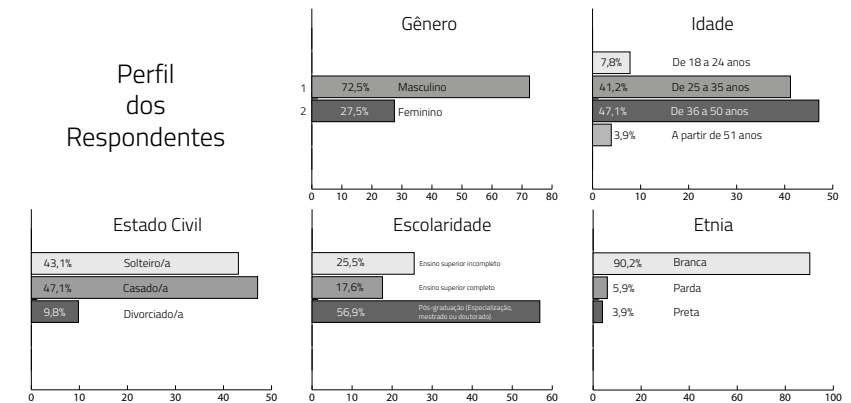 Perfil
dos
Respondentes
Gênero
1 72,5% Masculino
2 27,5% Feminino
0 10 20 30 40 50 60 70 80
Idade
7,8% De 18 a 24 anos
41,2% De 25 a 35 anos
47,1% De 36 a 50 anos
3,9% A partir de 51 anos
0 10 20 30 40 50
Estado Civil
43,1% Solteiro/a
47,1% Casado/a
9,8% Divorciado/a
0 10 20 30 40 50
Escolaridade
25,5% Ensino superior incompleto
17,6% Ensino superior completo
56,9% Pós-graduação (Especialização,
mestrado ou doutorado).
0 10 20 30 40 50 60
Etnia
90,2% Branca
5,9% Parda
3,9% Preta
0 20 40 60 80 100